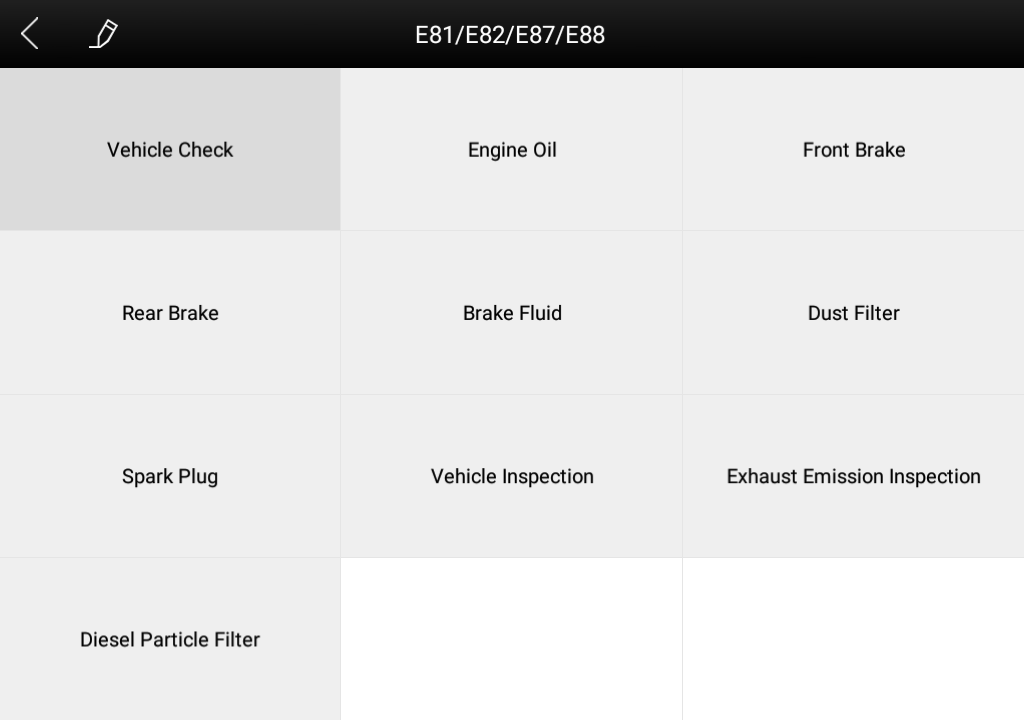 E81/E82/E87/E88
Vehicle Check
Engine Oil
Front Brake
Rear Brake
Brake Fluid
Dust Filter
Spark Plug
Vehicle Inspection
Exhaust Emission Inspection
Diesel Particle Filter